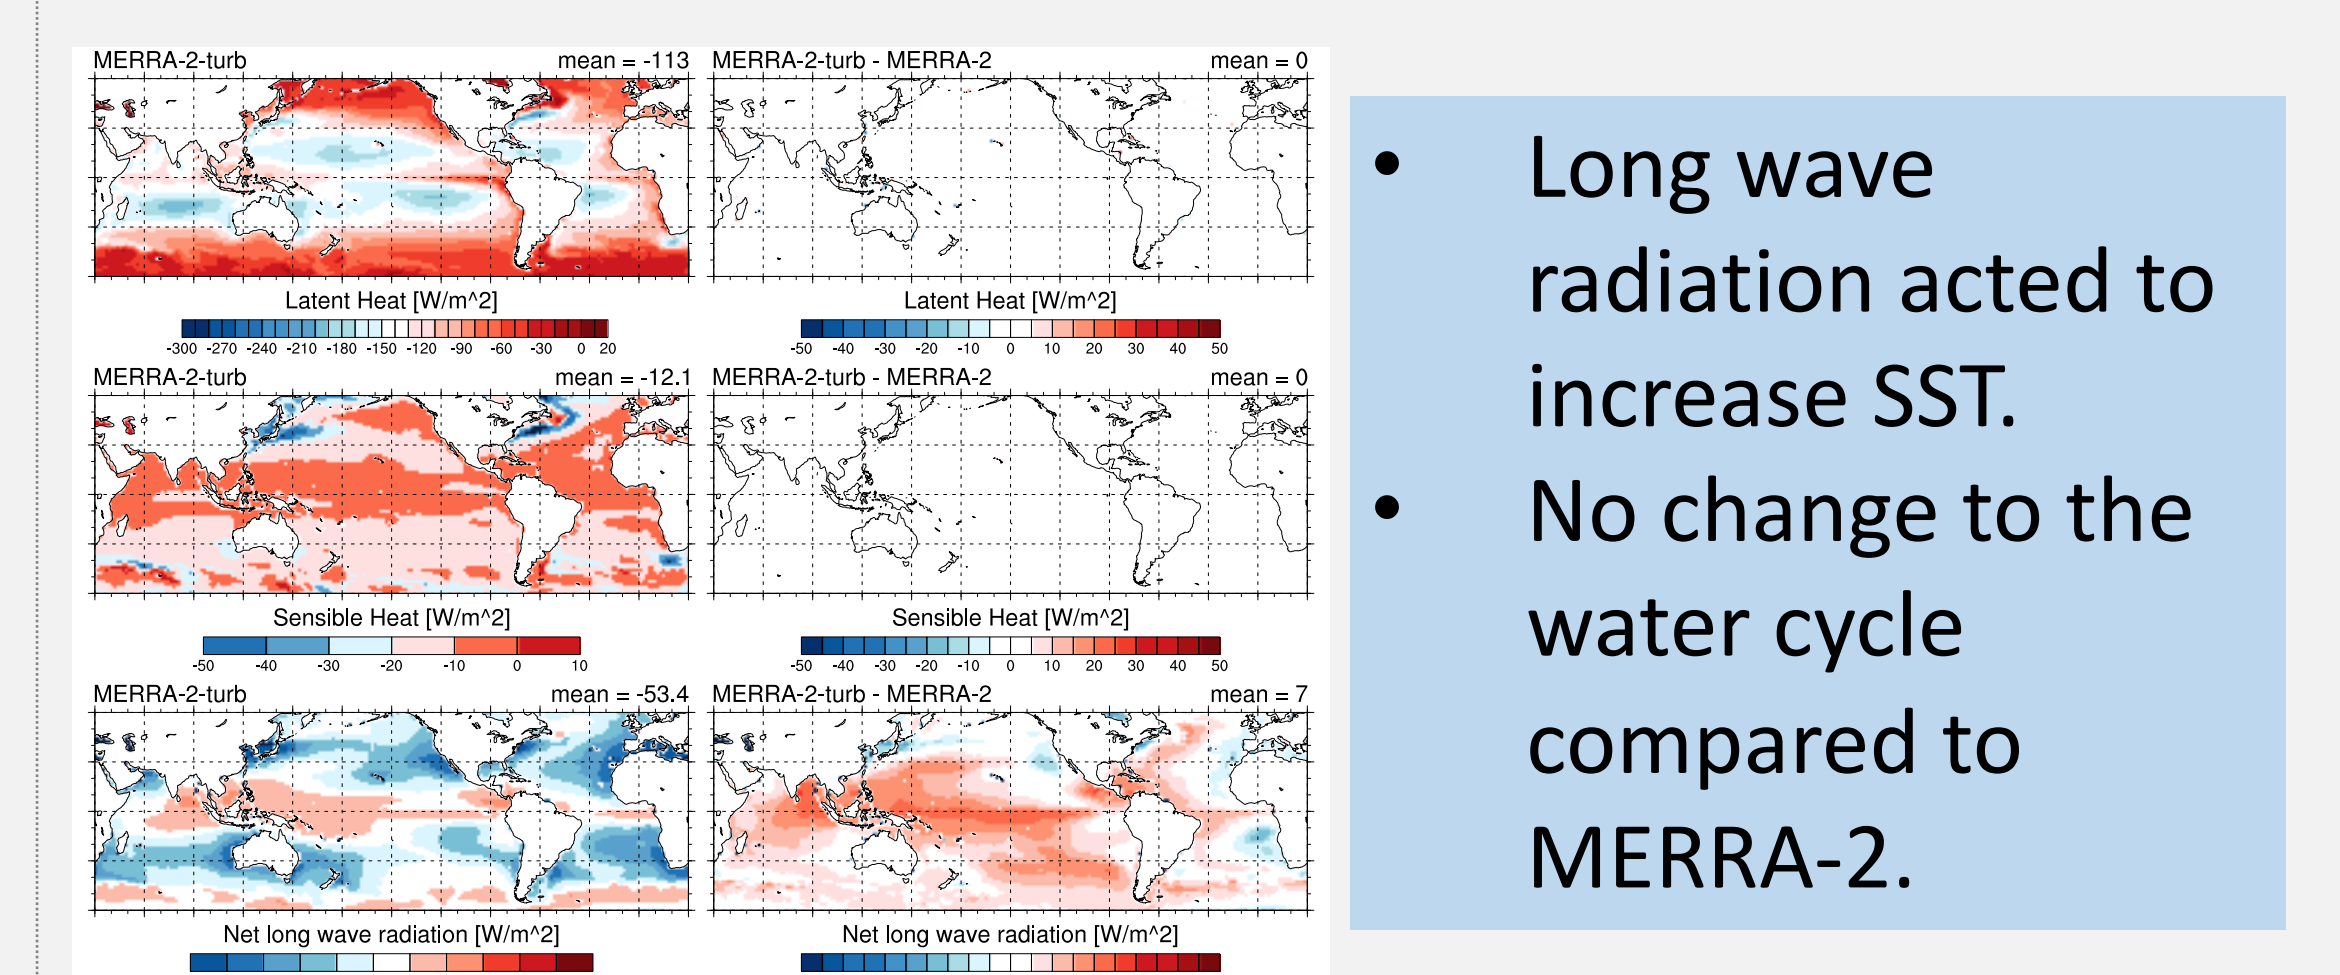 MERRA-2-turb mean = -113
MERRA-2-turb - MERRA-2 mean = 0
Latent Heat [W/m^2]
-300 -270 -240 -210 -180 -150 -120 -90 -60 -30 0 20
Latent Heat [W/m^2]
-50 -40 -30 -20 -10 0 10 20 30 40 50
MERRA-2-turb mean = -12.1
MERRA-2-turb - MERRA-2 mean = 0
Sensible Heat [W/m^2]
-50 -40 -30 -20 -10 0 10
Sensible Heat [W/m^2]
-50 -40 -30 -20 -10 0 10 20 30 40 50
MERRA-2-turb mean = -53.4
MERRA-2-turb - MERRA-2 mean = 7
Net long wave radiation [W/m^2]
Net long wave radiation [W/m^2]
• Long wave
radiation acted to
increase SST.
• No change to the
water cycle
compared to
MERRA-2.